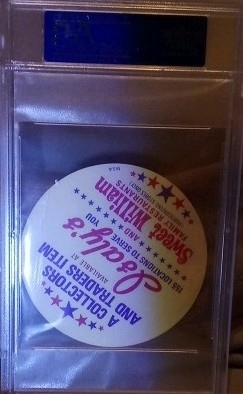 A COLLECTORS
AND TRADERS ITEM
AVAILABLE AT
Isaly's
155 LOCATIONS TO SERVE YOU
AND
Sweet William
FAMILY RESTAURANTS
MSA